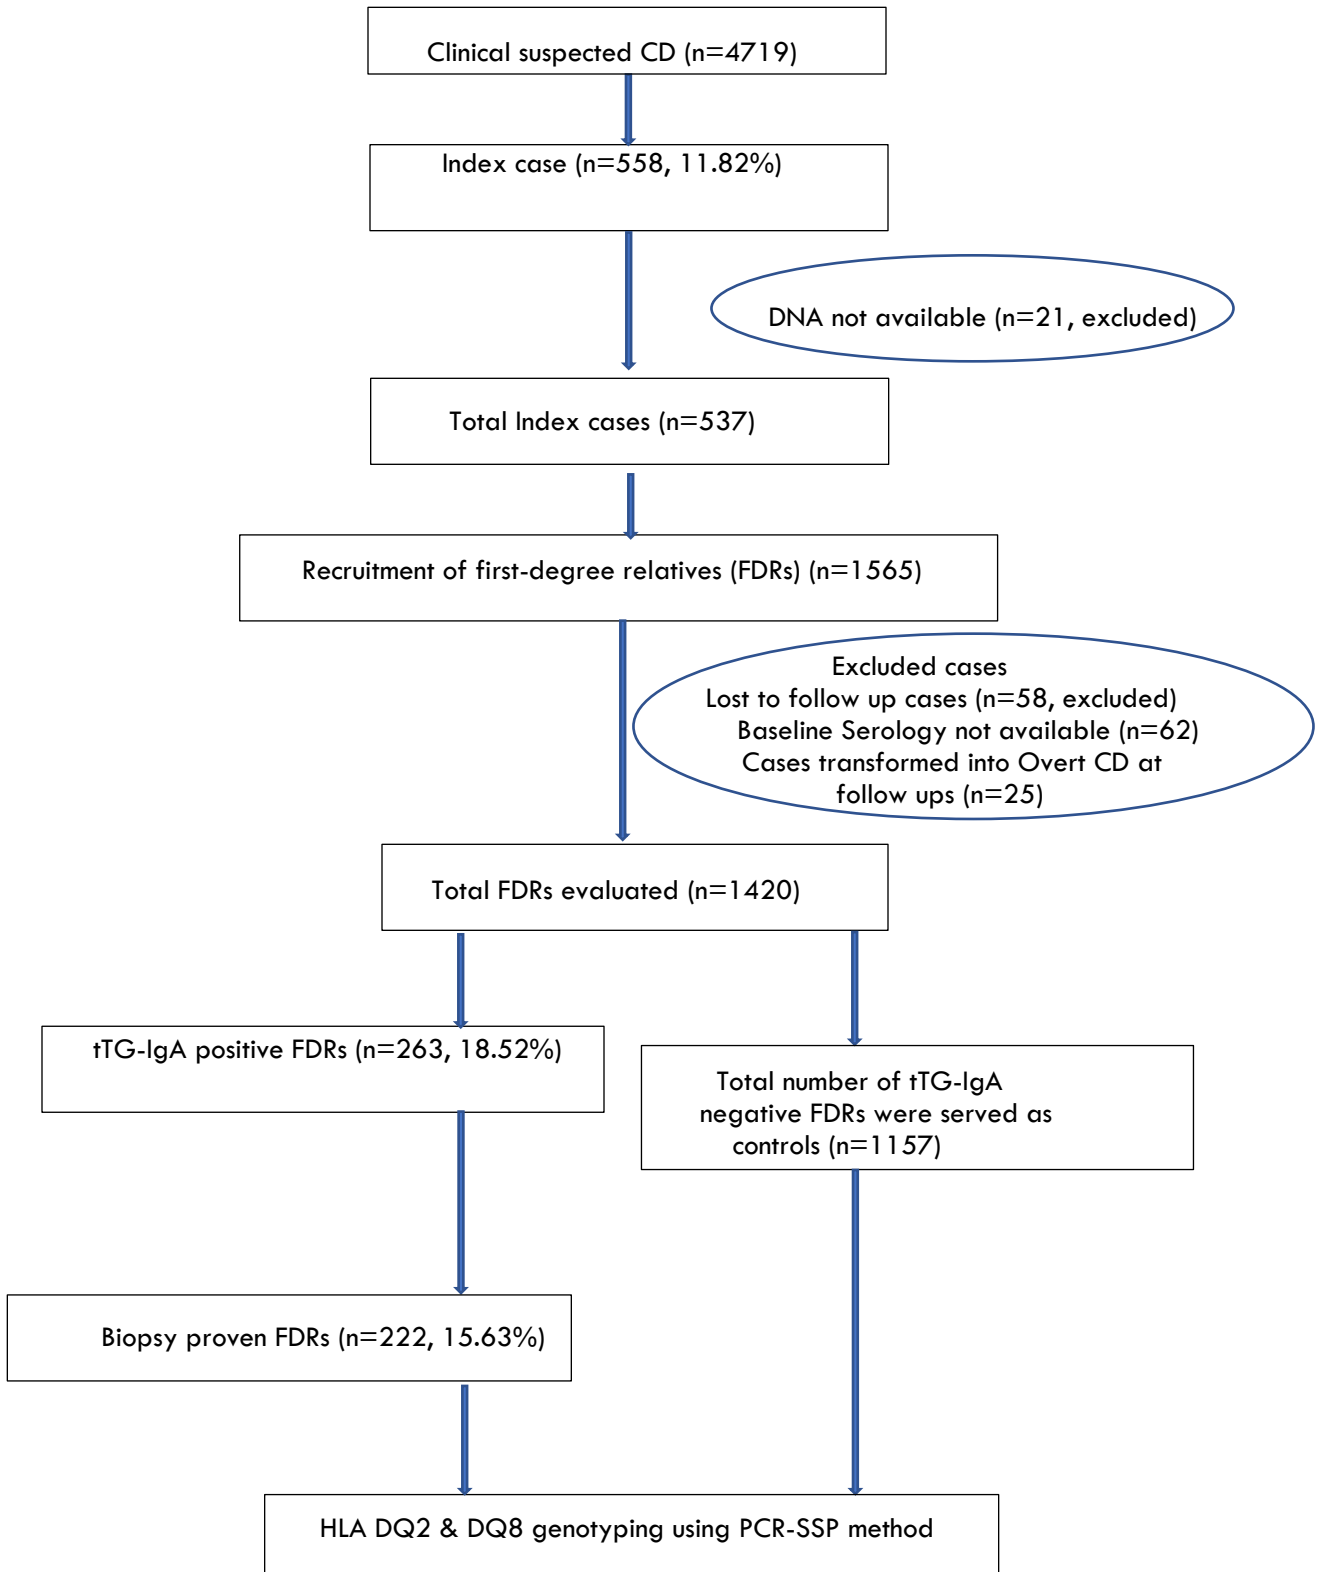 Clinical suspected CD (n=4719)
Index case (n=558, 11.82%)
DNA not available (n=21, excluded)
Total Index cases (n=537)
Recruitment of first-degree relatives (FDRs) (n=1565)
Excluded cases
Lost to follow up cases (n=58, excluded)
Baseline Serology not available (n=62)
Cases transformed into Overt CD at
follow ups (n=25)
Total FDRs evaluated (n=1420)
tTG-IgA positive FDRs (n=263, 18.52%)
Total number of tTG-IgA
negative FDRs were served as
controls (n=1157)
Biopsy proven FDRs (n=222, 15.63%)
HLA DQ2 & DQ8 genotyping using PCR-SSP method